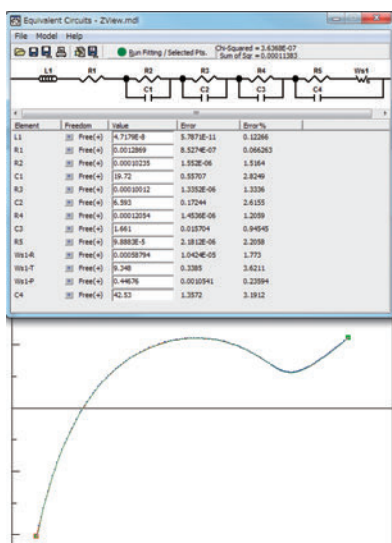 Equivalent Circuits - ZView.mdl
File Model Help
Run Fitting / Selected Pts. Chi-Squared = 3.6368E-07
Sum of Sqr = 0.00011383
L1 R1 R2 R3 R4 R5 Ws1
C1 C2 C3 C4
Element Freedom Value Error Error%
L1 Free(+) 4.7179E-8 5.7871E-11 0.12266
R1 Free(+) 0.0012869 8.5274E-07 0.066263
R2 Free(+) 0.00010235 1.552E-06 1.5164
C1 Free(+) 19.72 0.55707 2.8249
R3 Free(+) 0.00010012 1.3352E-06 1.3336
C2 Free(+) 6.593 0.17244 2.6155
R4 Free(+) 0.00012054 1.4536E-06 1.2059
C3 Free(+) 1.661 0.015704 0.94545
R5 Free(+) 9.8883E-5 2.1812E-06 2.2058
Ws1-R Free(+) 0.00058794 1.0424E-05 1.773
Ws1-T Free(+) 9.348 0.3385 3.6211
Ws1-P Free(+) 0.44676 0.0010541 0.23594
C4 Free(+) 42.53 1.3572 3.1912